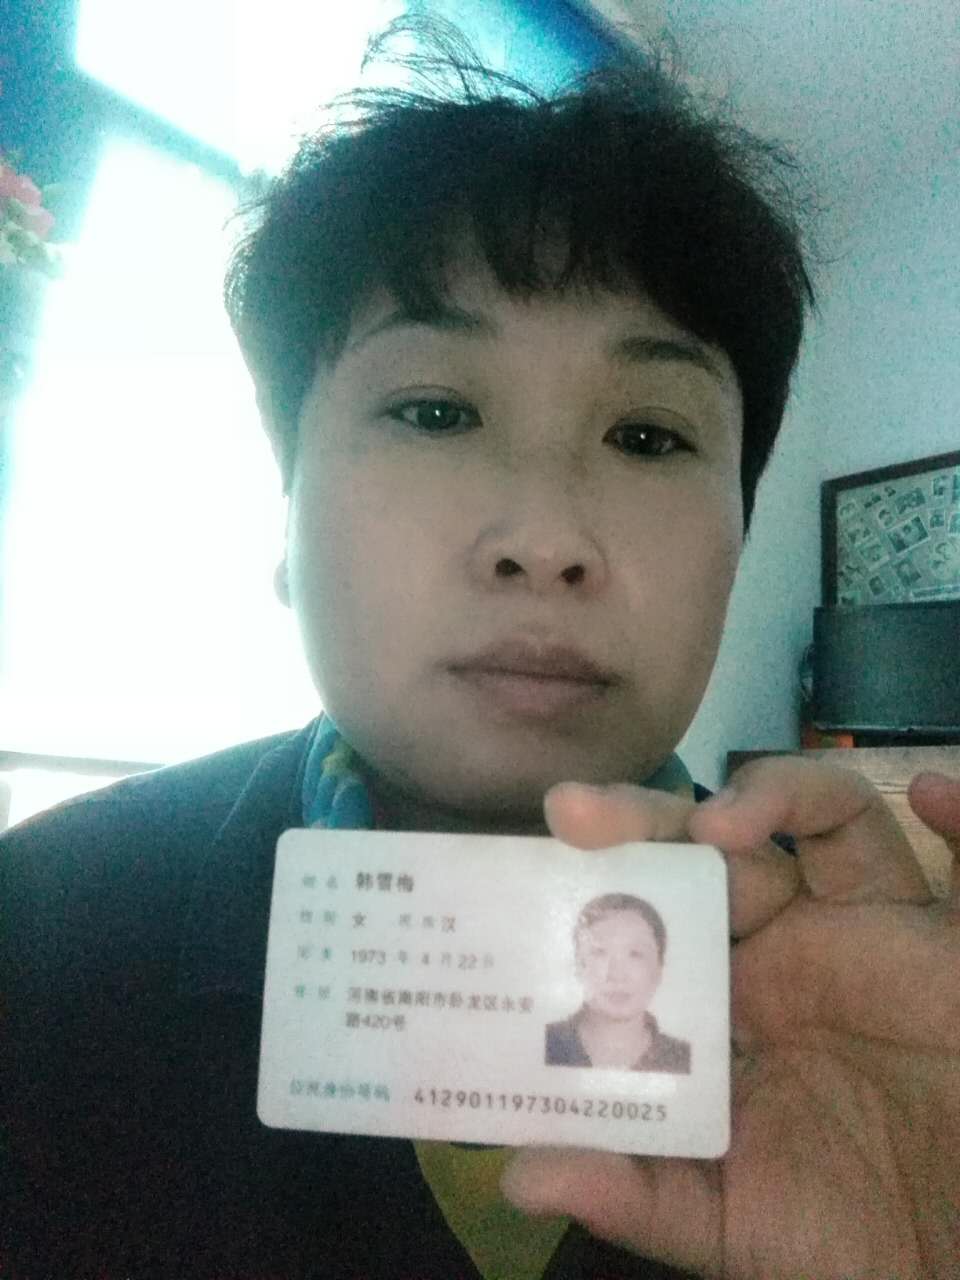 姓名 韩雪梅
性别 女 民族 汉
出生 1973 年 4 月 22 日
住址 河南省南阳市卧龙区永安
路420号
公民身份号码 412901197304220025